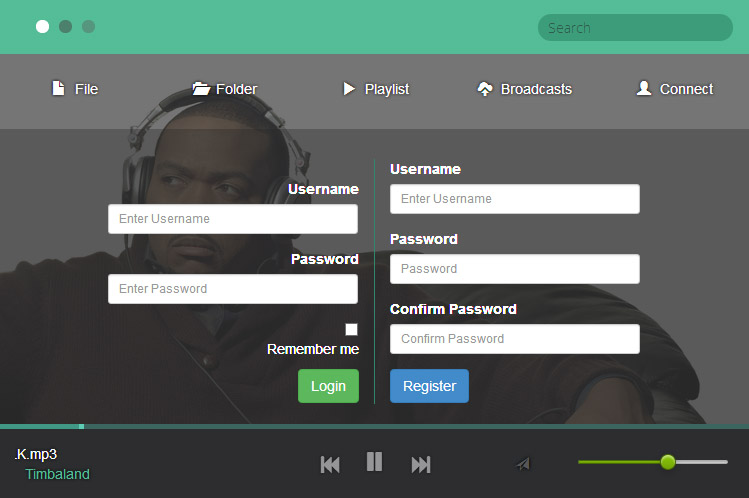 Search
File
Folder
Playlist
Broadcasts
Connect
Username
Enter Username
Password
Enter Password
Remember me
Login
Username
Enter Username
Password
Password
Confirm Password
Confirm Password
Register
.K.mp3
Timbaland